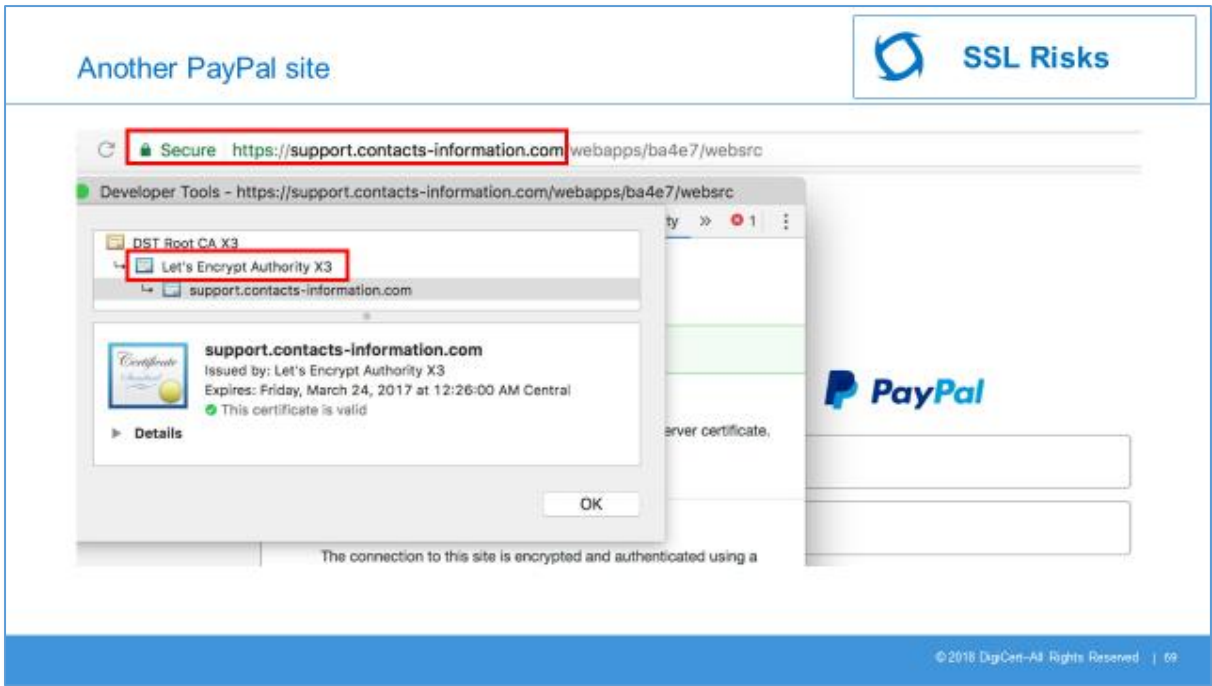 Another PayPal site
SSL Risks
Secure https://support.contacts-information.com/webapps/ba4e7/websrc
Developer Tools - https://support.contacts-information.com/webapps/ba4e7/websrc
ty » 1
DST Root CA X3
Let's Encrypt Authority X3
support.contacts-information.com
Certificate
support.contacts-information.com
Issued by: Let's Encrypt Authority X3
Expires: Friday, March 24, 2017 at 12:26:00 AM Central
This certificate is valid
Details
erver certificate.
PayPal
OK
The connection to this site is encrypted and authenticated using a
©2018 DigiCert–All Rights Reserved | 69